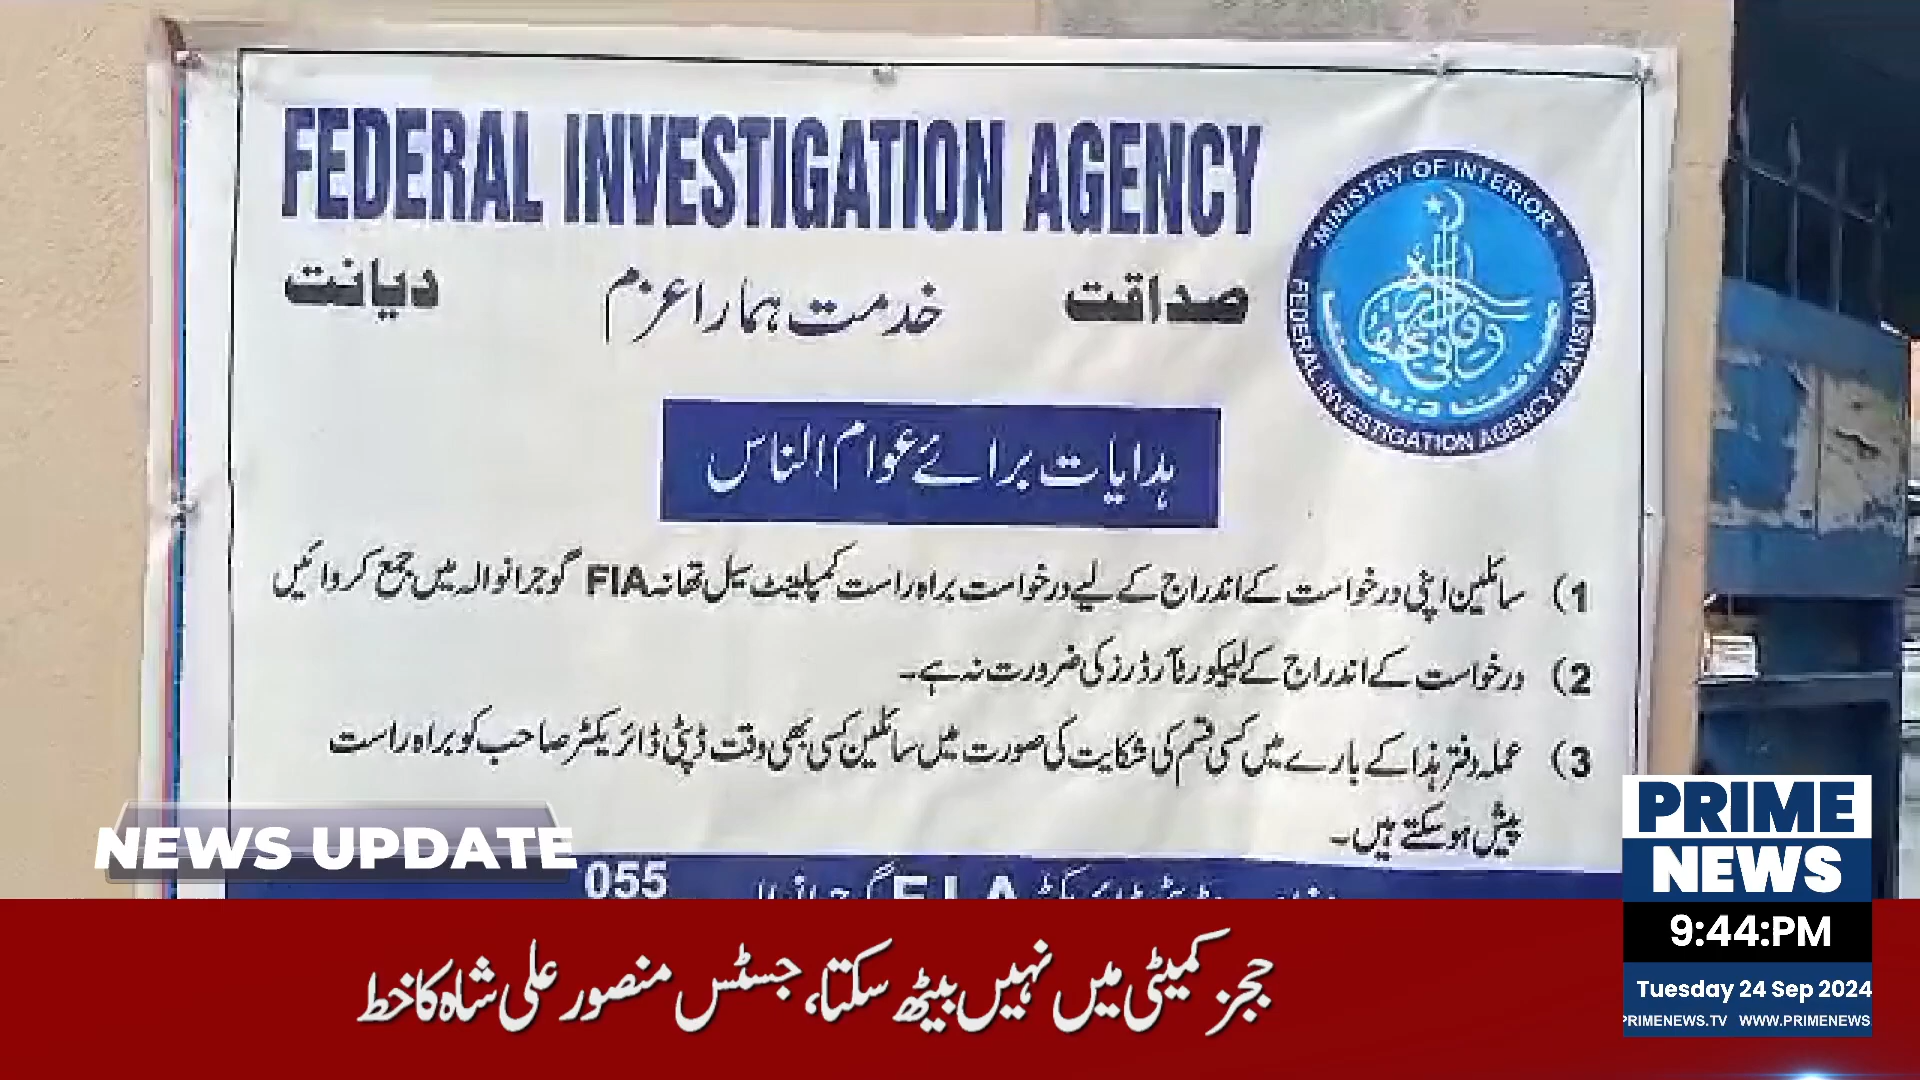 FEDERAL INVESTIGATION AGENCY
صداقت خدمت ہمارا عزم دیانت
MINISTRY OF INTERIOR
FEDERAL INVESTIGATION AGENCY PAKISTAN
ہدایات برائے عوام الناس
1) سائلین اپنی درخواست کے اندراج کے لیے درخواست براہ راست کمپلینٹ سیل تھانہ FIA گوجرانوالہ میں جمع کروائیں
2) درخواست کے اندراج کے لیے کورٹ آرڈرز کی ضرورت نہ ہے۔
3) عملہ دفتر ہذا کے بارے میں کسی قسم کی شکایت کی صورت میں سائلین کسی بھی وقت ڈپٹی ڈائریکٹر صاحب کو براہ راست
پیش ہو سکتے ہیں۔
055
NEWS UPDATE
ججز کمیٹی میں نہیں بیٹھ سکتا، جسٹس منصور علی شاہ کا خط
PRIME
NEWS
9:44:PM
Tuesday 24 Sep 2024
PRIMENEWS.TV WWW.PRIMENEWS